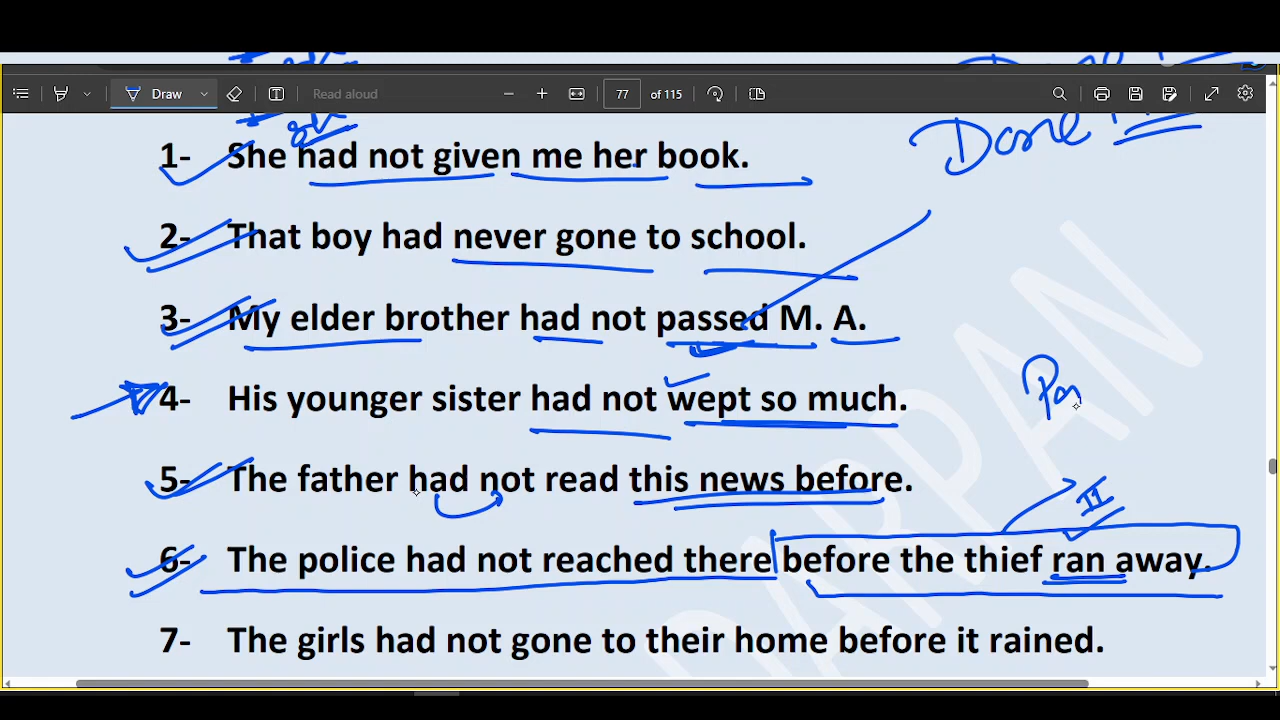 Draw
Read aloud
77 of 115
Done
1- She had not given me her book.
2- That boy had never gone to school.
3- My elder brother had not passed M. A.
4- His younger sister had not wept so much.
5- The father had not read this news before.
II
6- The police had not reached there before the thief ran away.
7- The girls had not gone to their home before it rained.
ARPAN